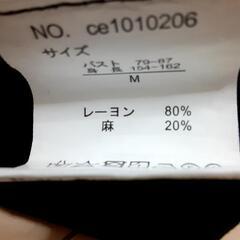 NO. ce1010206
サイズ
バスト 79-87
身長 154-162
M
レーヨン 80%
麻 20%